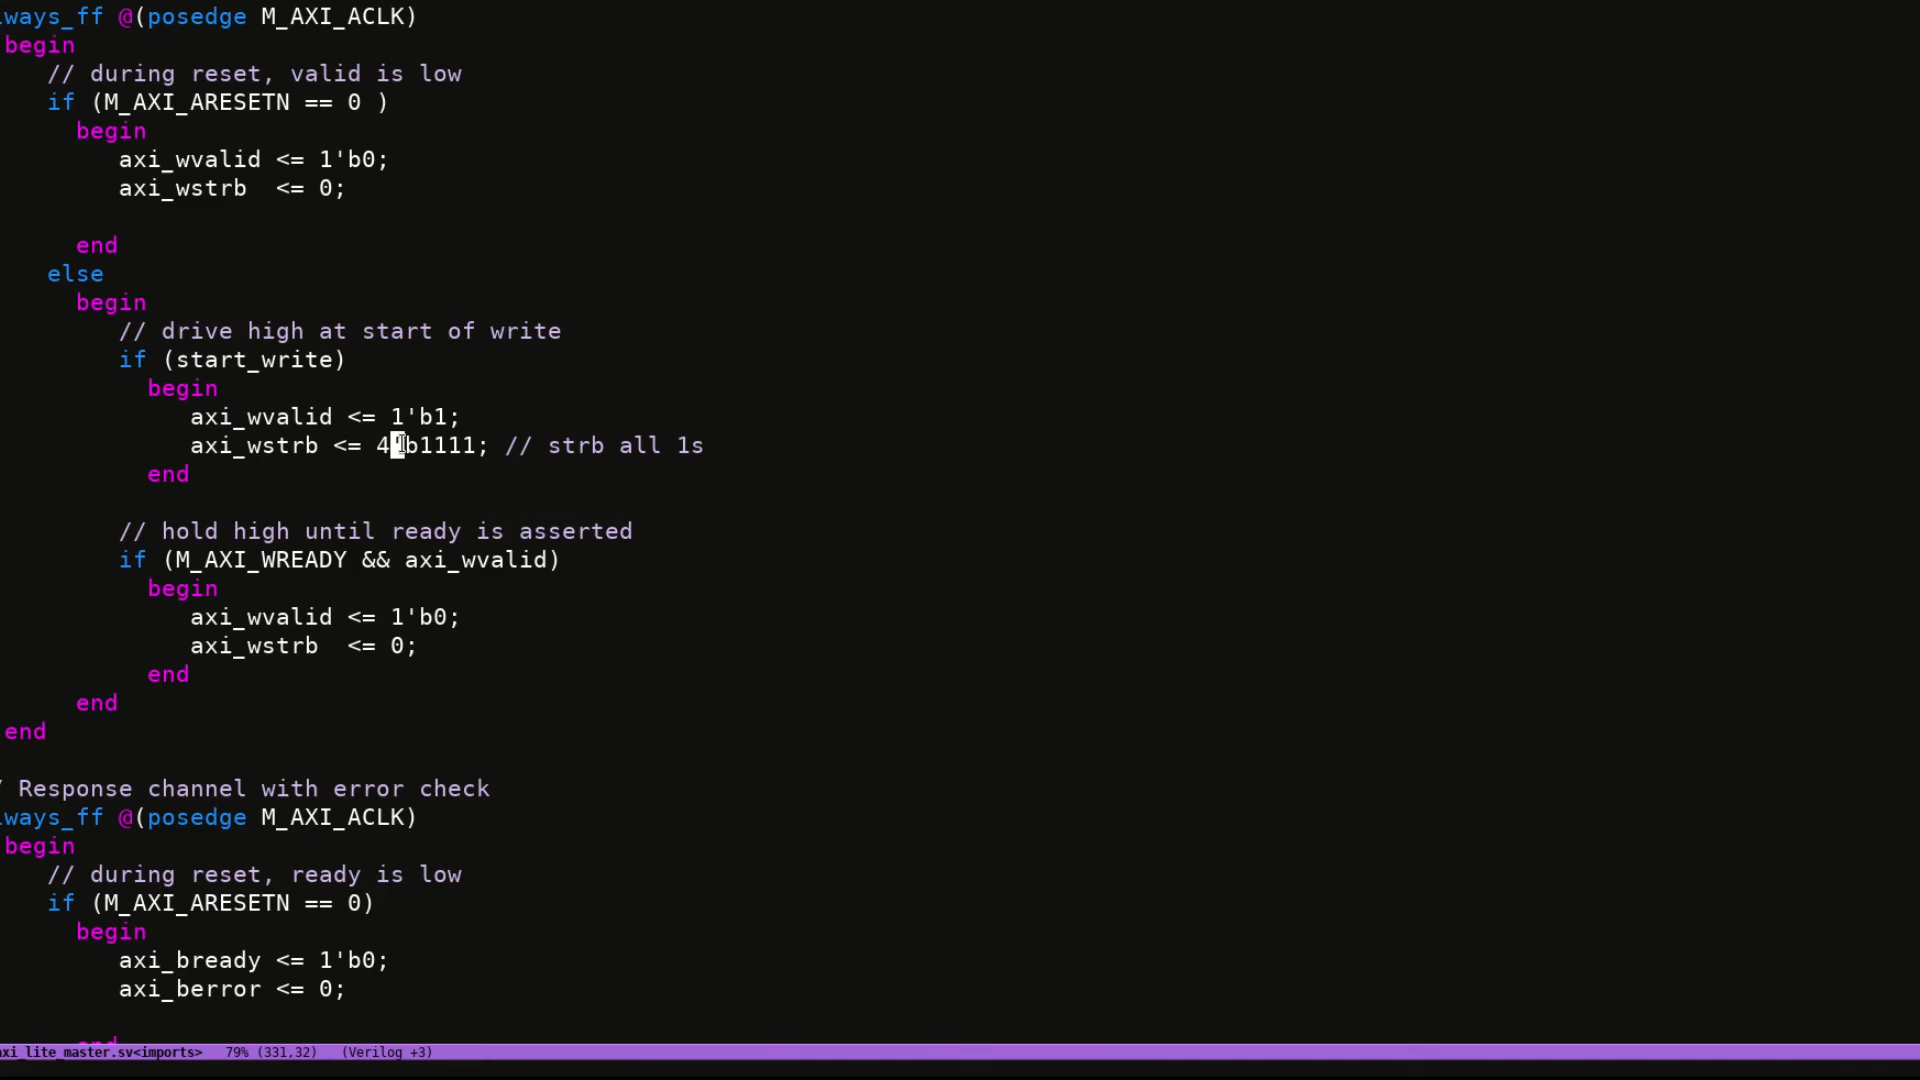 lways_ff @(posedge M_AXI_ACLK)
begin
// during reset, valid is low
if (M_AXI_ARESETN == 0 )
begin
axi_wvalid <= 1'b0;
axi_wstrb  <= 0;
end
else
begin
// drive high at start of write
if (start_write)
begin
axi_wvalid <= 1'b1;
axi_wstrb <= 4'b1111; // strb all 1s
end
// hold high until ready is asserted
if (M_AXI_WREADY && axi_wvalid)
begin
axi_wvalid <= 1'b0;
axi_wstrb  <= 0;
end
end
end
/ Response channel with error check
lways_ff @(posedge M_AXI_ACLK)
begin
// during reset, ready is low
if (M_AXI_ARESETN == 0)
begin
axi_bready <= 1'b0;
axi_berror <= 0;
end
axi_lite_master.sv<imports> 79% (331,32) (Verilog +3)